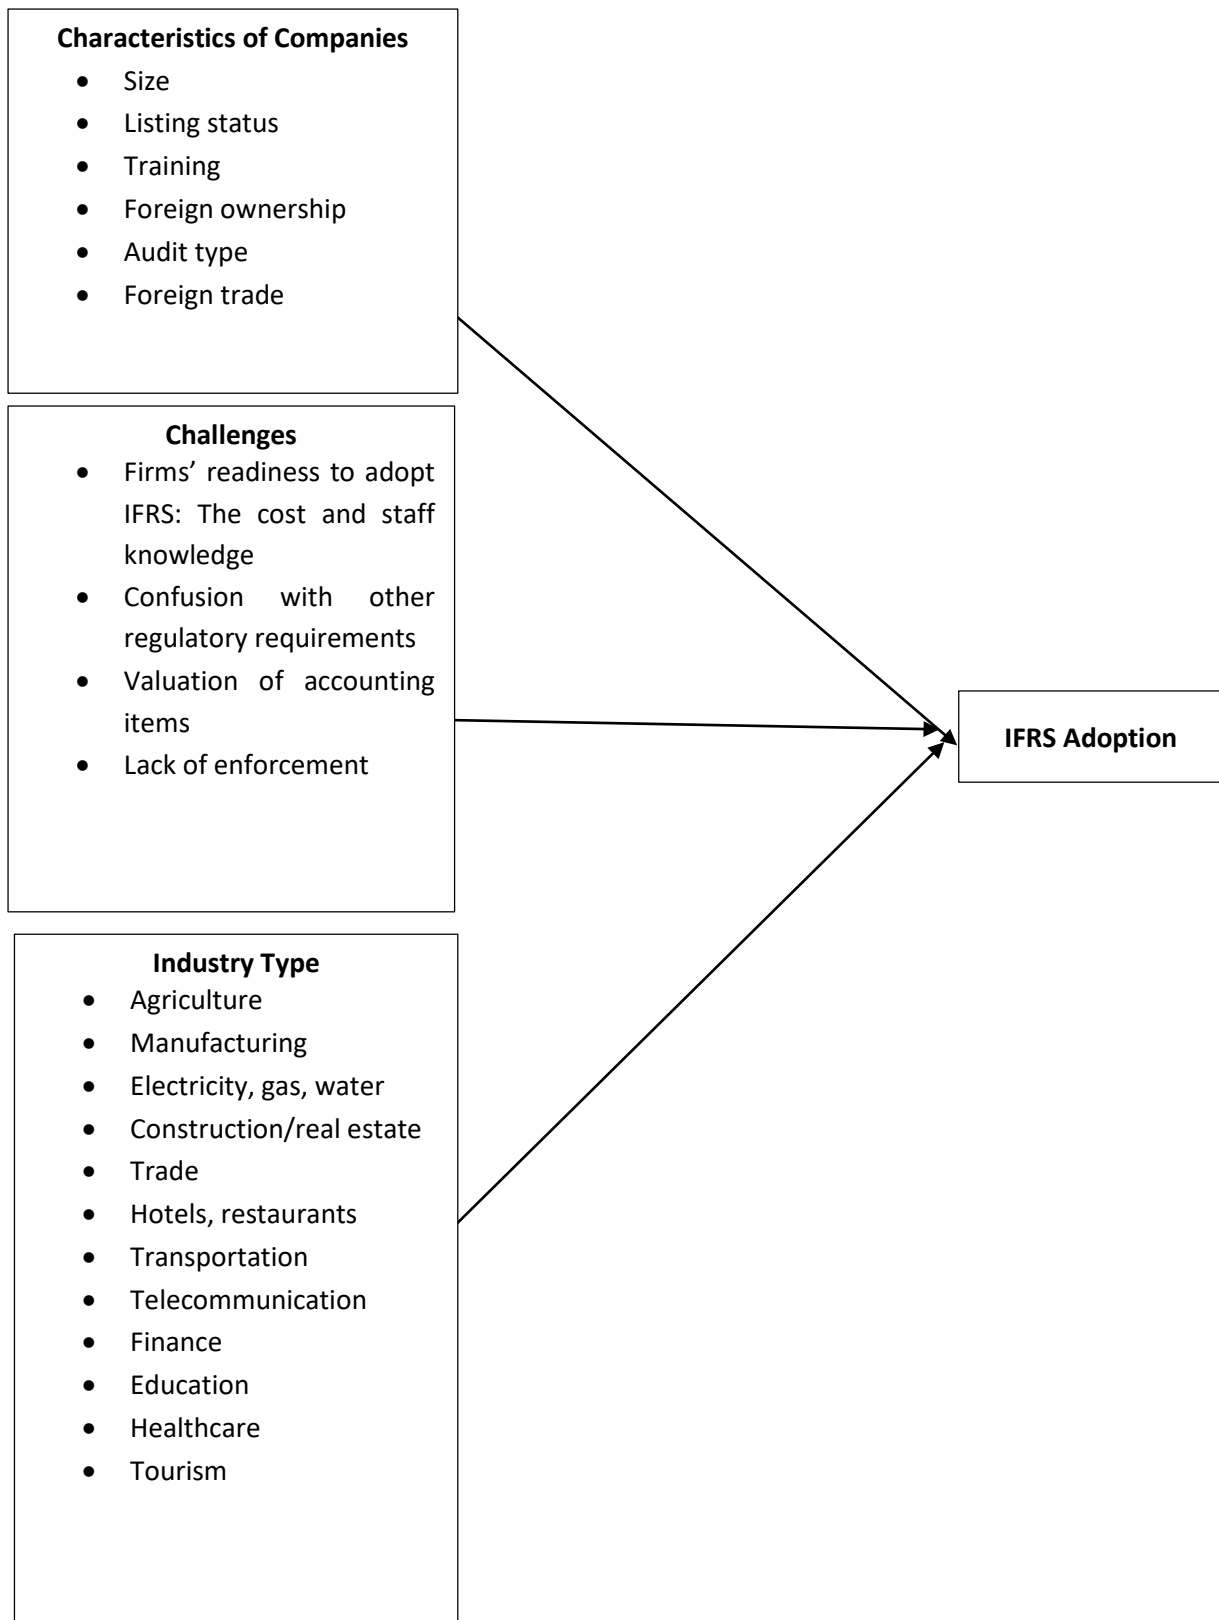 Characteristics of Companies
• Size
• Listing status
• Training
• Foreign ownership
• Audit type
• Foreign trade
Challenges
• Firms’ readiness to adopt
IFRS: The cost and staff
knowledge
• Confusion with other
regulatory requirements
• Valuation of accounting
items
• Lack of enforcement
IFRS Adoption
Industry Type
• Agriculture
• Manufacturing
• Electricity, gas, water
• Construction/real estate
• Trade
• Hotels, restaurants
• Transportation
• Telecommunication
• Finance
• Education
• Healthcare
• Tourism